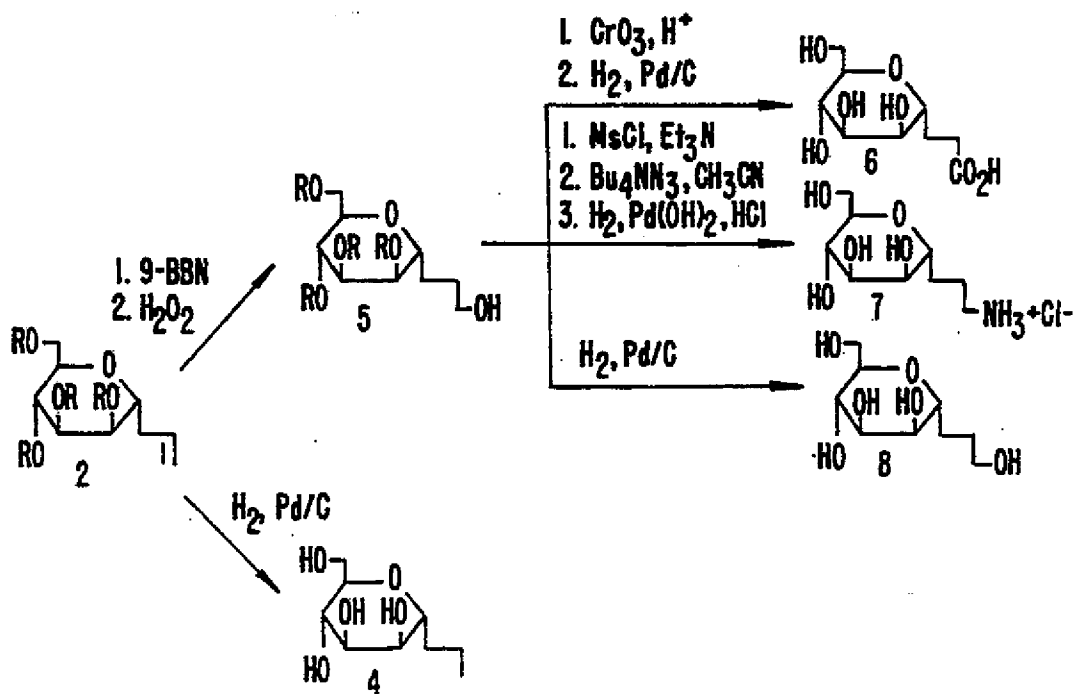 1. CrO3, H+
2. H2, Pd/C
HO
O
OH HO
HO
6
CO2H
1. MsCl, Et3N
2. Bu4NN3, CH3CN
3. H2, Pd(OH)2, HCl
HO
O
OH HO
HO
7
NH3+Cl-
RO
O
OR RO
RO
5
OH
1. 9-BBN
2. H2O2
H2, Pd/C
HO
O
OH HO
HO
8
OH
RO
O
OR RO
RO
2
H2, Pd/C
HO
O
OH HO
HO
4